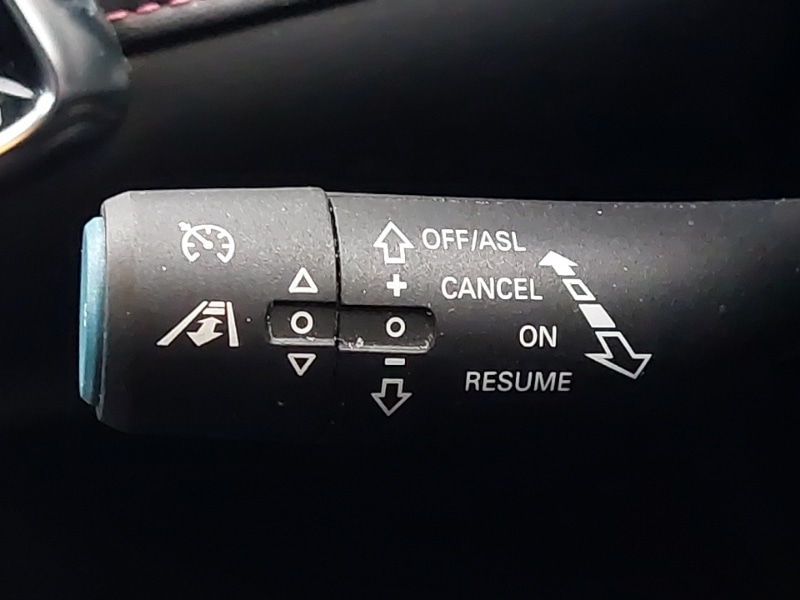 OFF/ASL
+
CANCEL
ON
-
RESUME